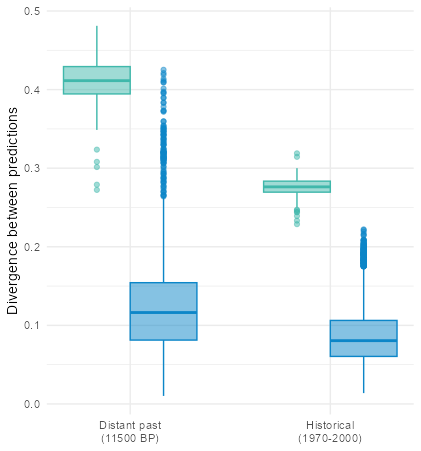 0.5
0.4
0.3
0.2
0.1
0.0
Divergence between predictions
Distant past
(11500 BP)
Historical
(1970-2000)